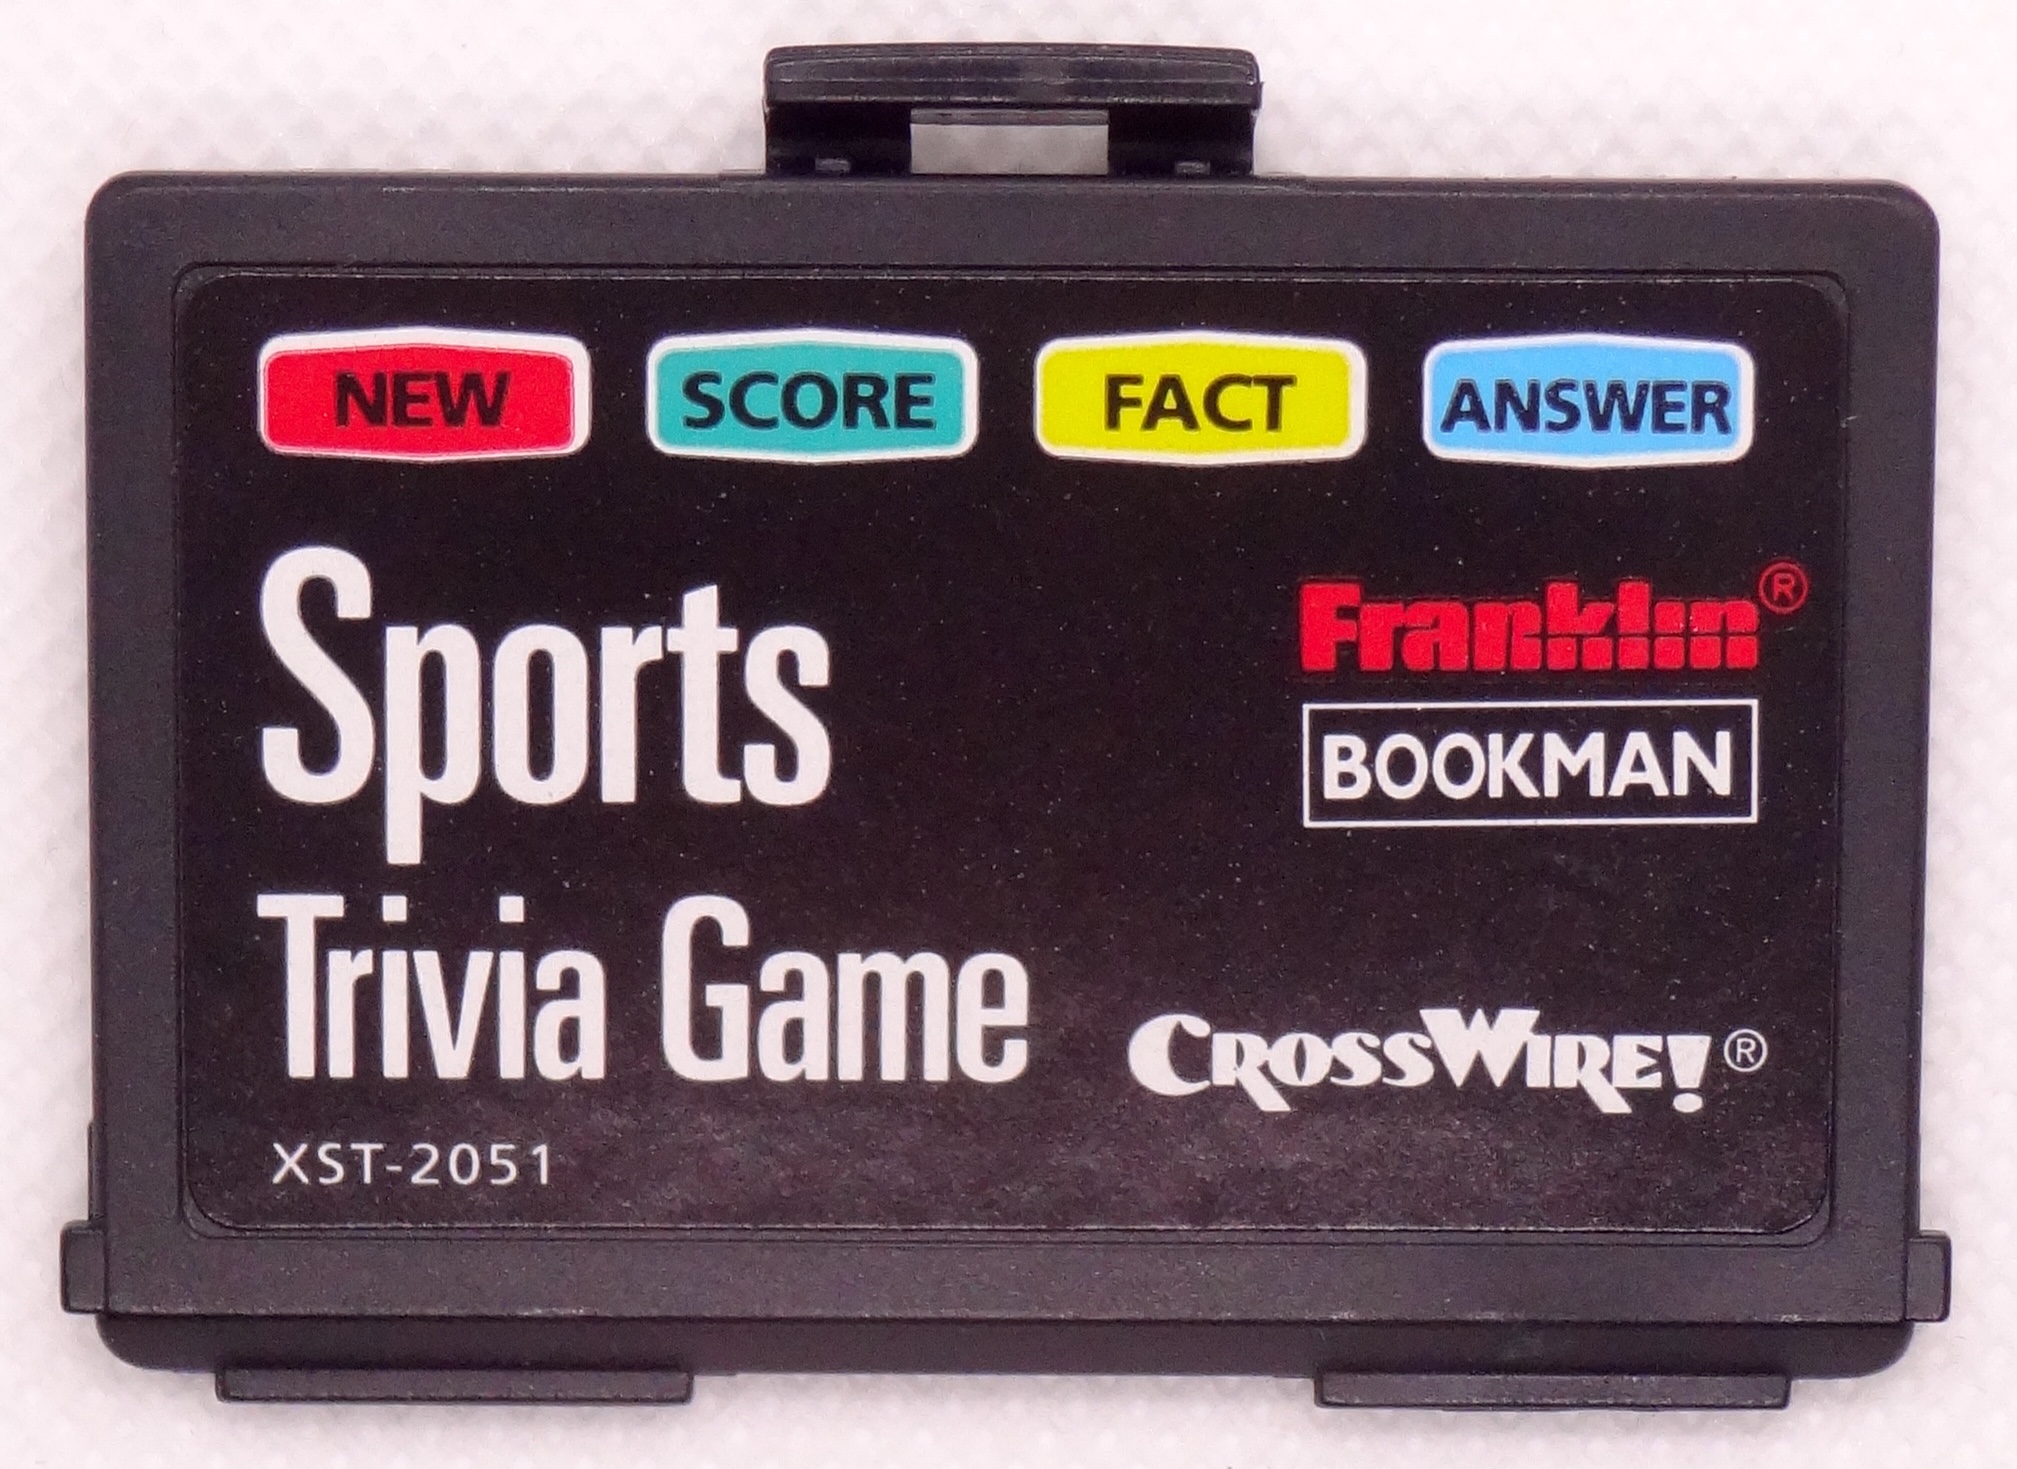 NEW SCORE FACT ANSWER
Sports
Trivia Game
XST-2051
Franklin®
BOOKMAN
CROSSWIRE!®